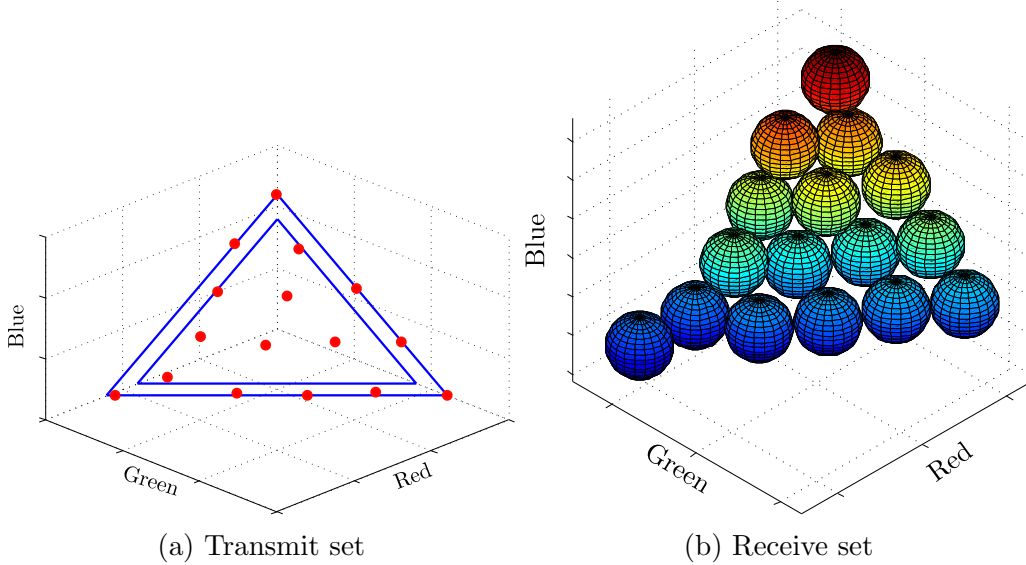 Blue
Green
Red
(a) Transmit set
Blue
Green
Red
(b) Receive set